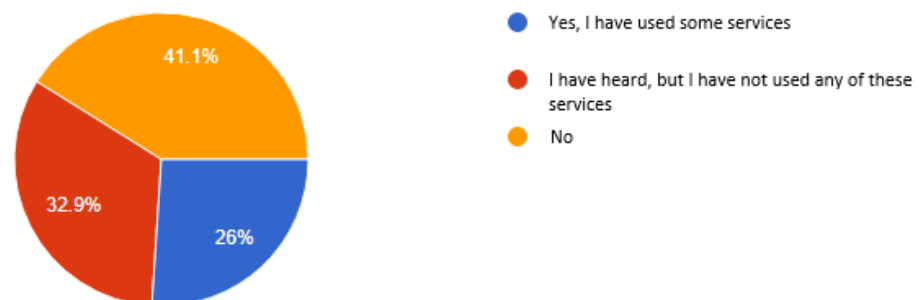 41.1%
32.9%
26%
Yes, I have used some services
I have heard, but I have not used any of these
services
No